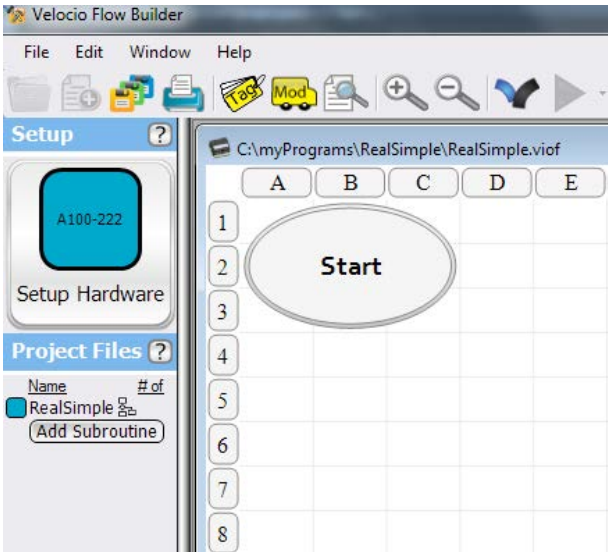 Velocio Flow Builder
File Edit Window Help
Tag Mod
Setup ?
A100-222
Setup Hardware
Project Files ?
Name # of
RealSimple
Add Subroutine
C:\myPrograms\RealSimple\RealSimple.viof
A B C D E
1
2
3
4
5
6
7
8
Start